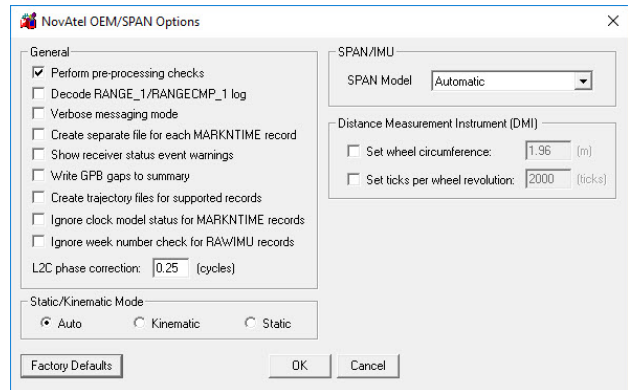 NovAtel OEM/SPAN Options
General
Perform pre-processing checks
Decode RANGE_1/RANGECMP_1 log
Verbose messaging mode
Create separate file for each MARKNTIME record
Show receiver status event warnings
Write GPB gaps to summary
Create trajectory files for supported records
Ignore clock model status for MARKNTIME records
Ignore week number check for RAWIMU records
L2C phase correction: 0.25 (cycles)
Static/Kinematic Mode
Auto Kinematic Static
SPAN/IMU
SPAN Model Automatic
Distance Measurement Instrument (DMI)
Set wheel circumference: 1.96 (m)
Set ticks per wheel revolution: 2000 (ticks)
Factory Defaults OK Cancel